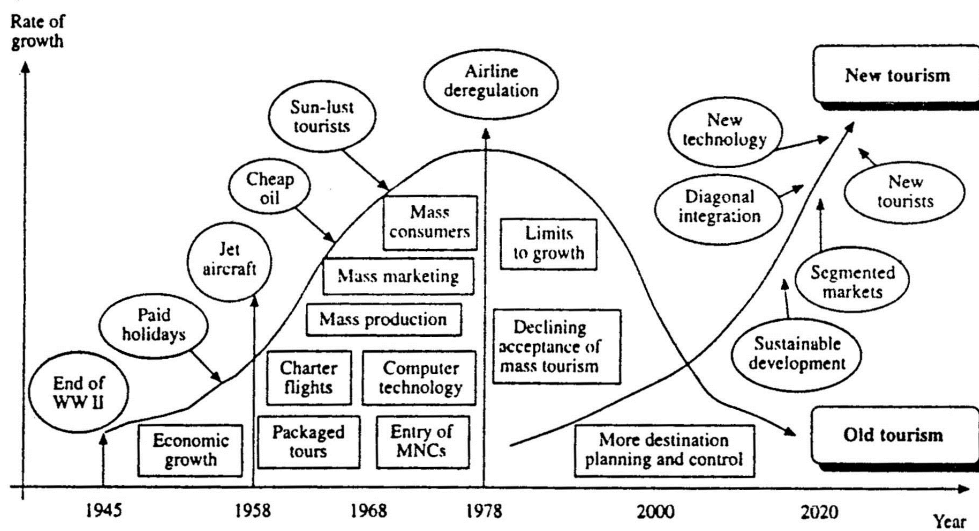 Rate of
growth
Airline
deregulation
New tourism
Sun-lust
tourists
New
technology
Cheap
oil
New
tourists
Diagonal
integration
Mass
consumers
Limits
to growth
Jet
aircraft
Mass marketing
Segmented
markets
Paid
holidays
Mass production
Declining
acceptance of
mass tourism
Sustainable
development
Charter
flights
Computer
technology
End of
WW II
Economic
growth
Packaged
tours
Entry of
MNCs
More destination
planning and control
Old tourism
1945
1958
1968
1978
2000
2020
Year